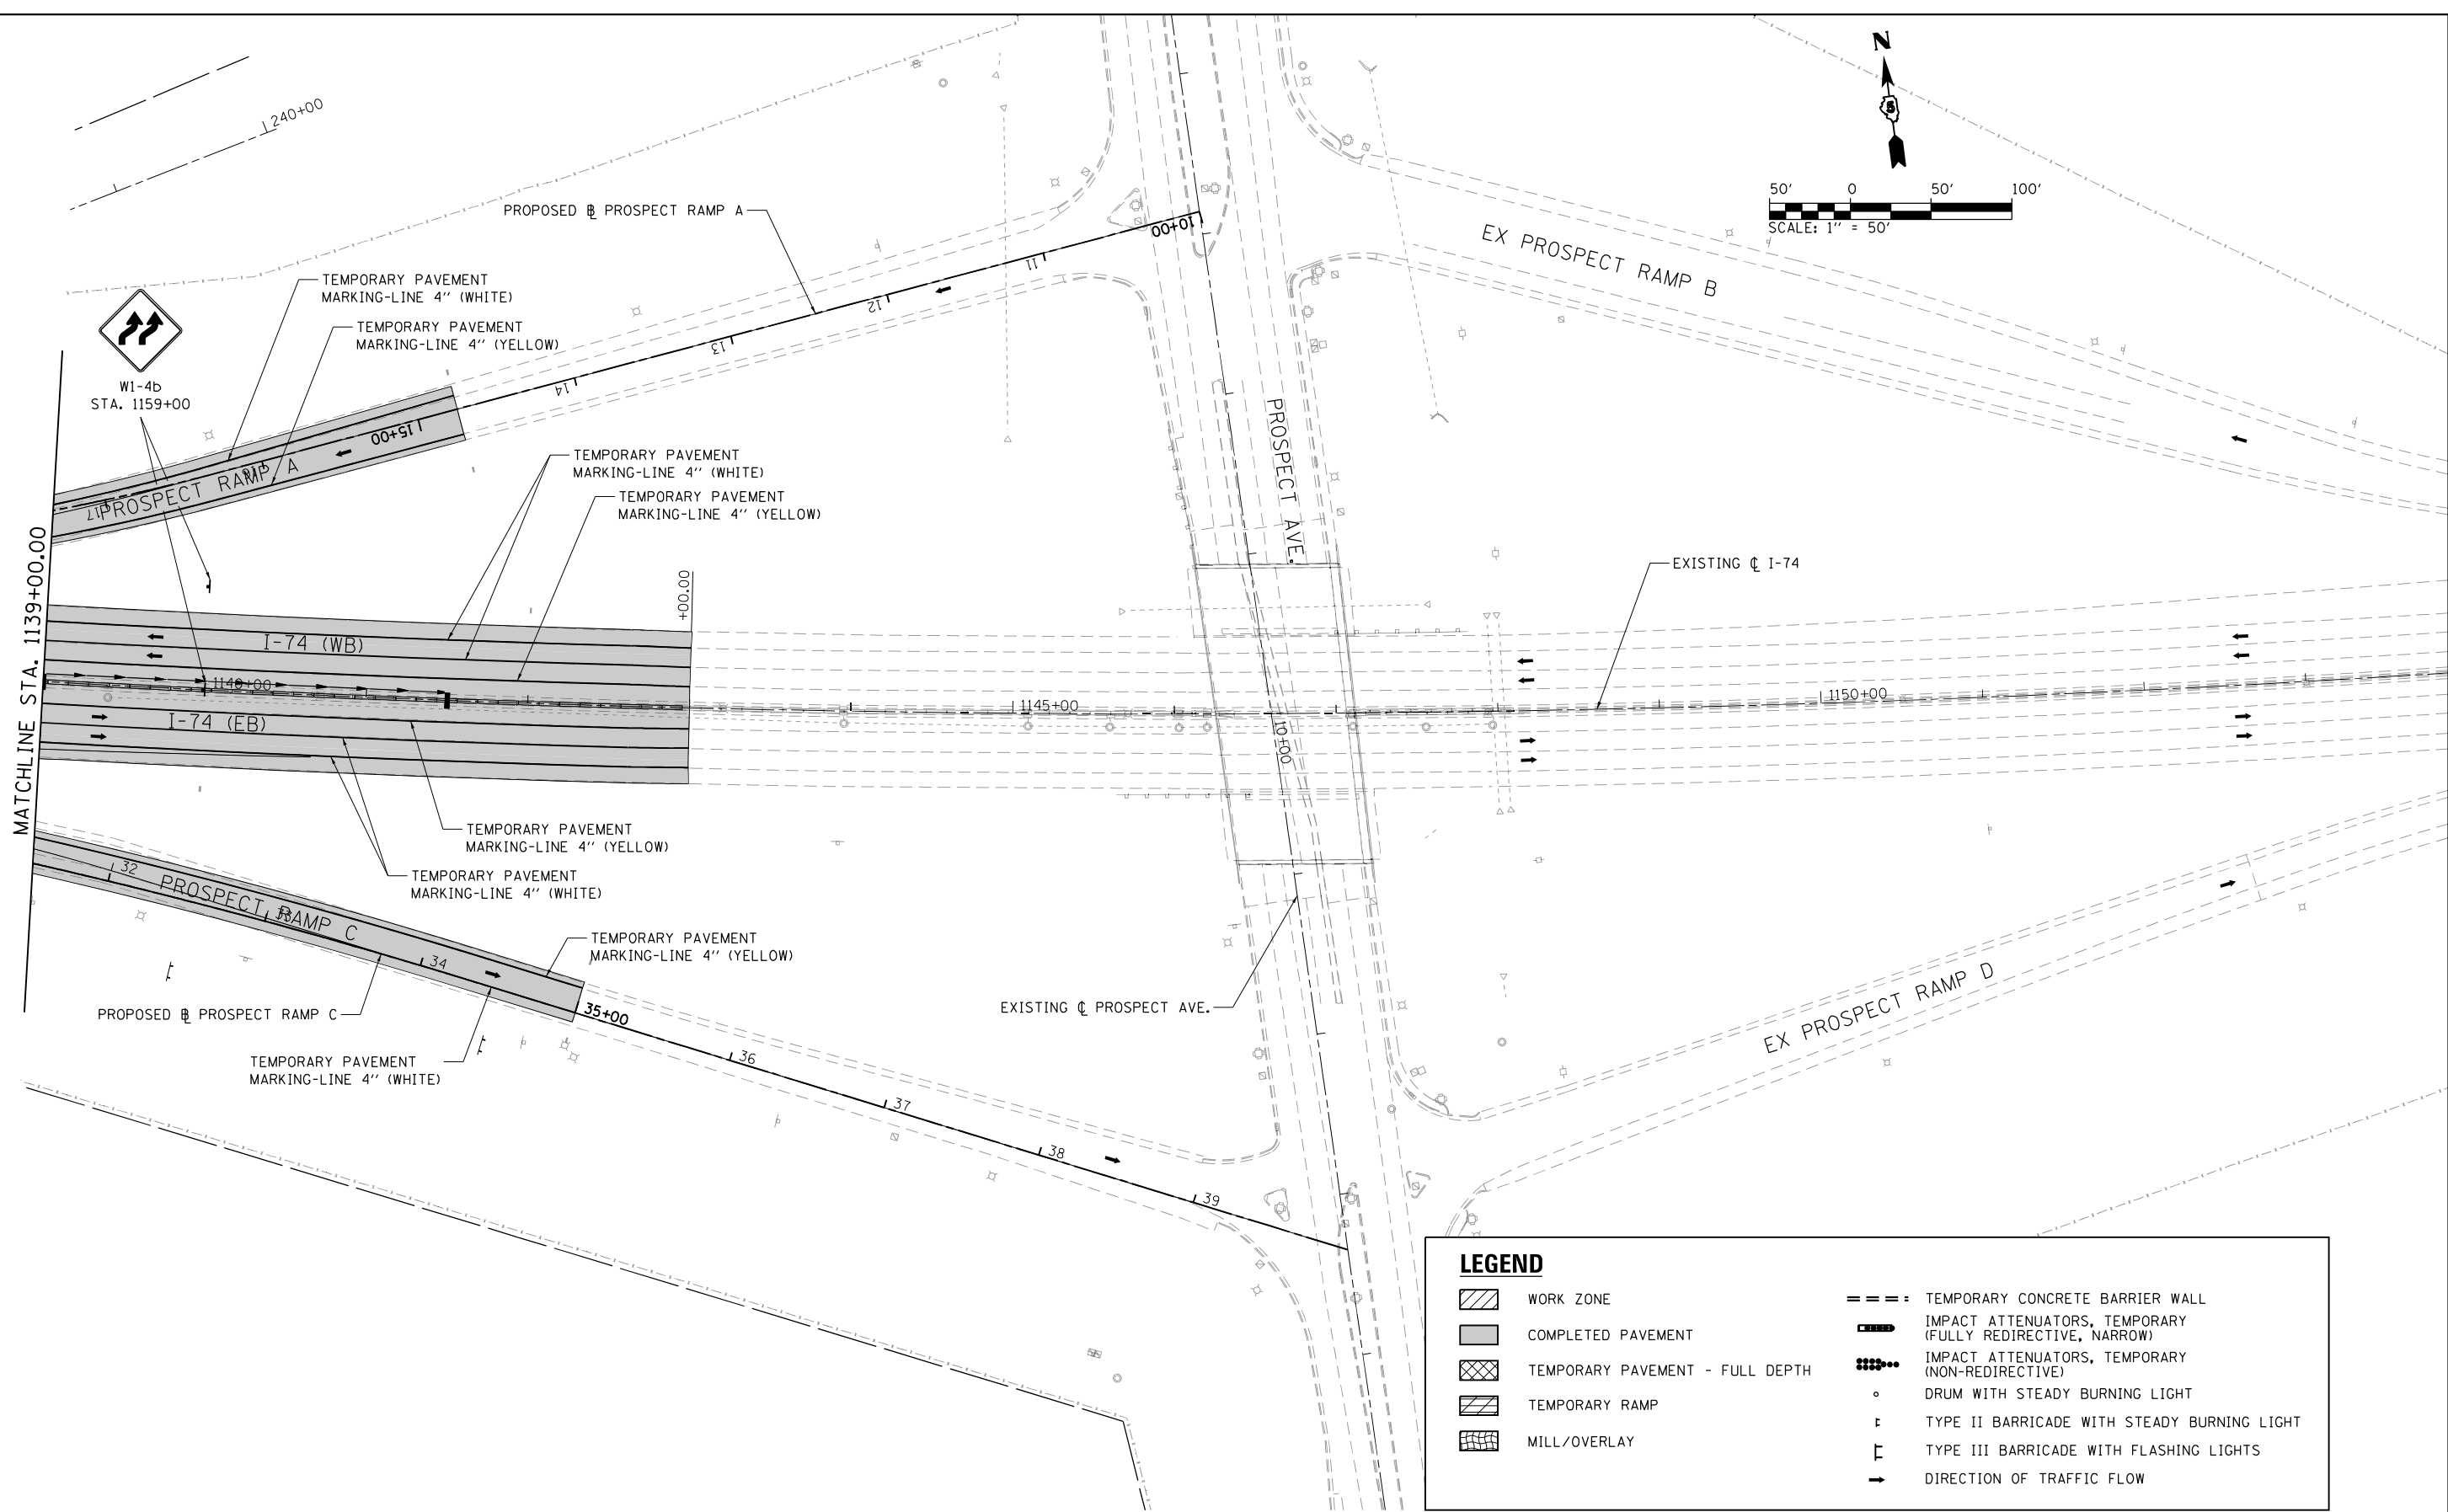 N
5
240+00
50' 0 50' 100'
SCALE: 1'' = 50'
PROPOSED ℄ PROSPECT RAMP A
10+00
11
12
13
14
15+00
17
EX PROSPECT RAMP B
TEMPORARY PAVEMENT
MARKING-LINE 4'' (WHITE)
TEMPORARY PAVEMENT
MARKING-LINE 4'' (YELLOW)
W1-4b
STA. 1159+00
PROSPECT RAMP A
TEMPORARY PAVEMENT
MARKING-LINE 4'' (WHITE)
TEMPORARY PAVEMENT
MARKING-LINE 4'' (YELLOW)
PROSPECT AVE.
MATCHLINE STA. 1139+00.00
+00.00
EXISTING ℄ I-74
I-74 (WB)
1140+00
1145+00
1150+00
10+00
I-74 (EB)
TEMPORARY PAVEMENT
MARKING-LINE 4'' (YELLOW)
TEMPORARY PAVEMENT
MARKING-LINE 4'' (WHITE)
32
PROSPECT RAMP C
33
34
35+00
36
37
38
39
TEMPORARY PAVEMENT
MARKING-LINE 4'' (YELLOW)
PROPOSED ℄ PROSPECT RAMP C
TEMPORARY PAVEMENT
MARKING-LINE 4'' (WHITE)
EXISTING ℄ PROSPECT AVE.
EX PROSPECT RAMP D
LEGEND
WORK ZONE
COMPLETED PAVEMENT
TEMPORARY PAVEMENT - FULL DEPTH
TEMPORARY RAMP
MILL/OVERLAY
TEMPORARY CONCRETE BARRIER WALL
IMPACT ATTENUATORS, TEMPORARY
(FULLY REDIRECTIVE, NARROW)
IMPACT ATTENUATORS, TEMPORARY
(NON-REDIRECTIVE)
DRUM WITH STEADY BURNING LIGHT
TYPE II BARRICADE WITH STEADY BURNING LIGHT
TYPE III BARRICADE WITH FLASHING LIGHTS
DIRECTION OF TRAFFIC FLOW